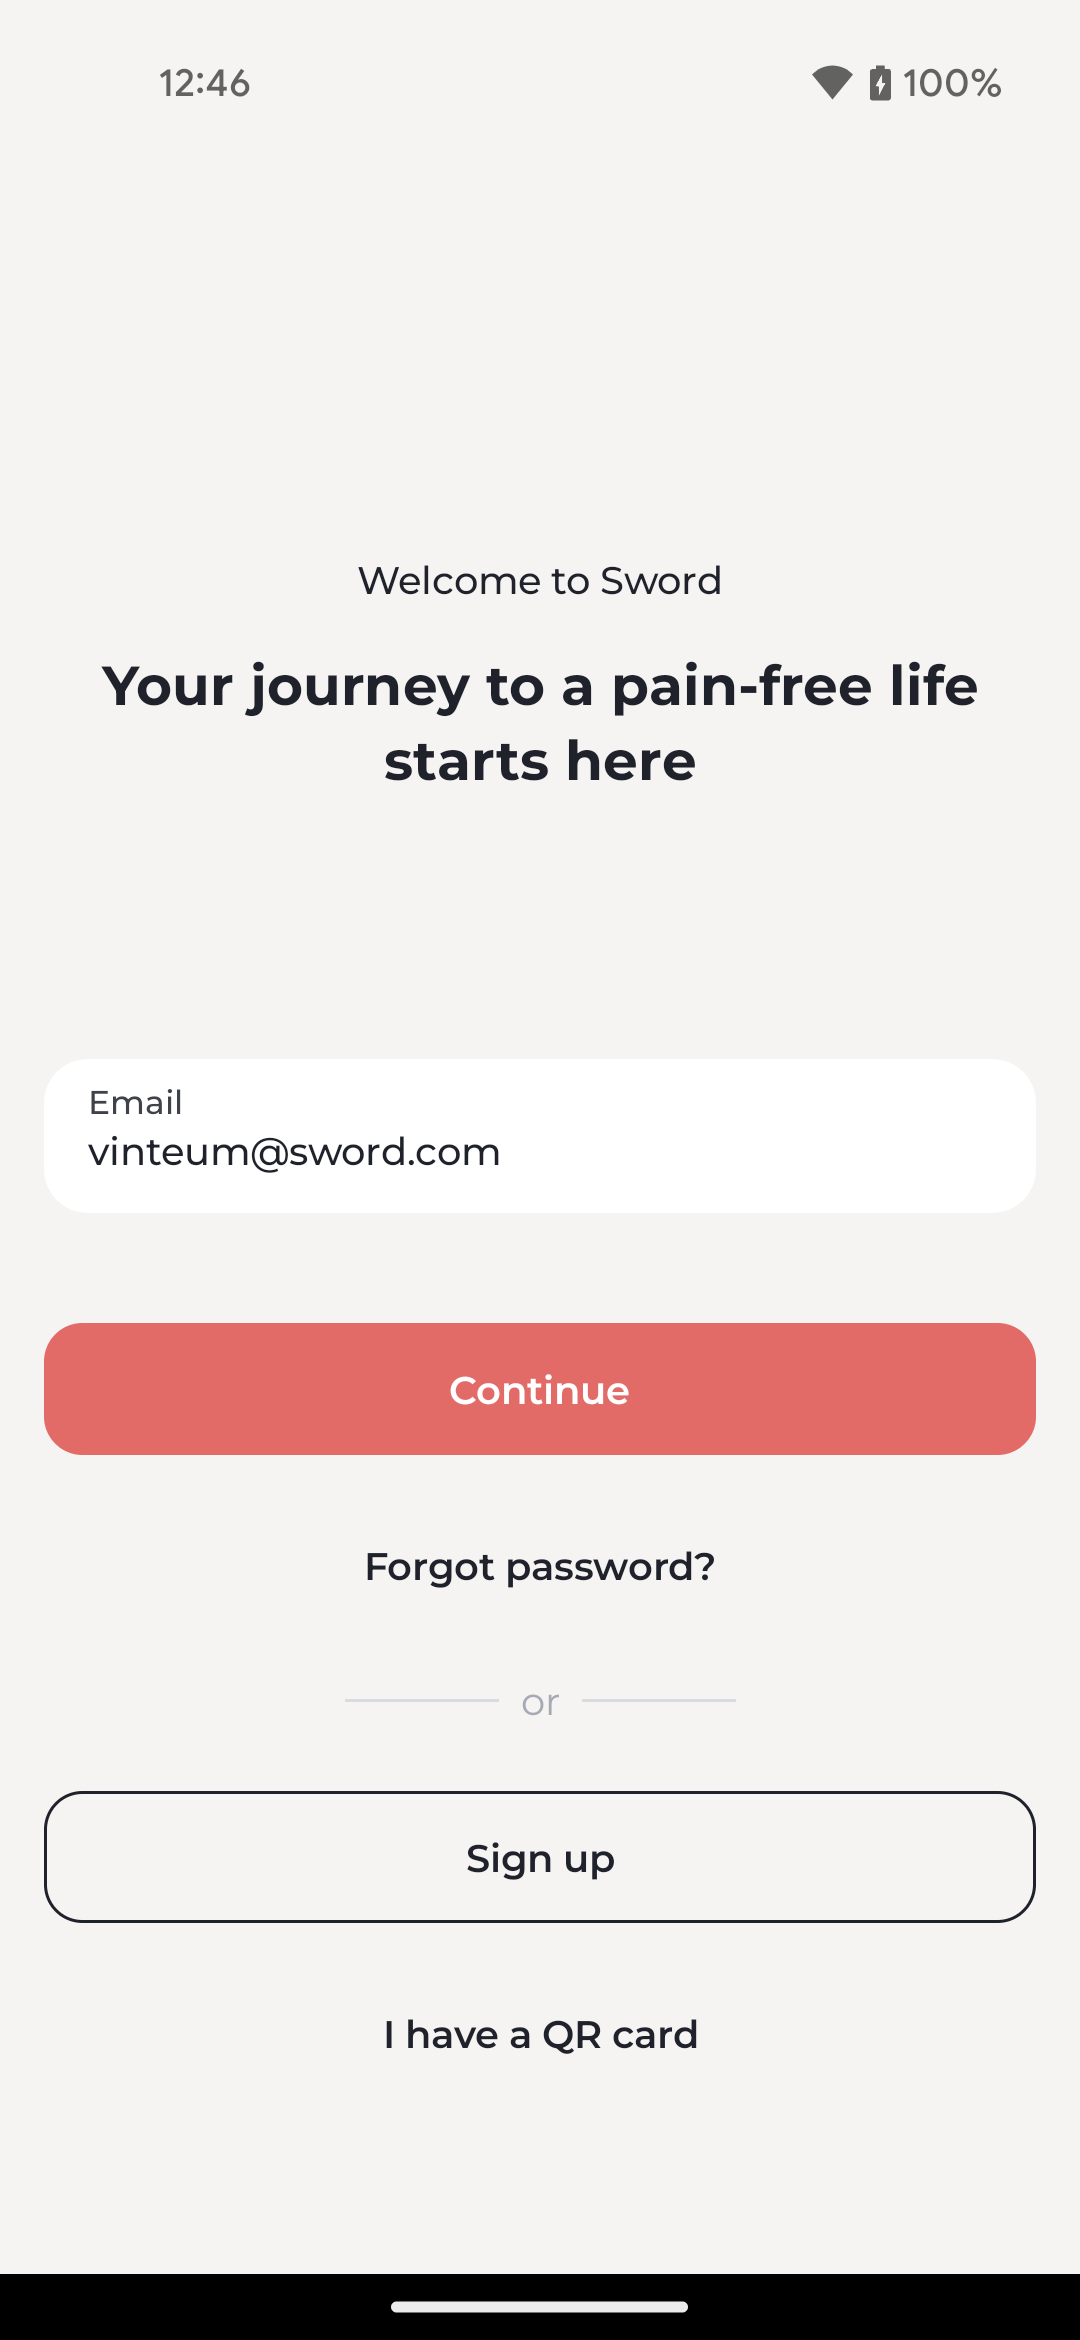 12:46
100%
Welcome to Sword
Your journey to a pain-free life
starts here
Email
vinteum@sword.com
Continue
Forgot password?
or
Sign up
I have a QR card